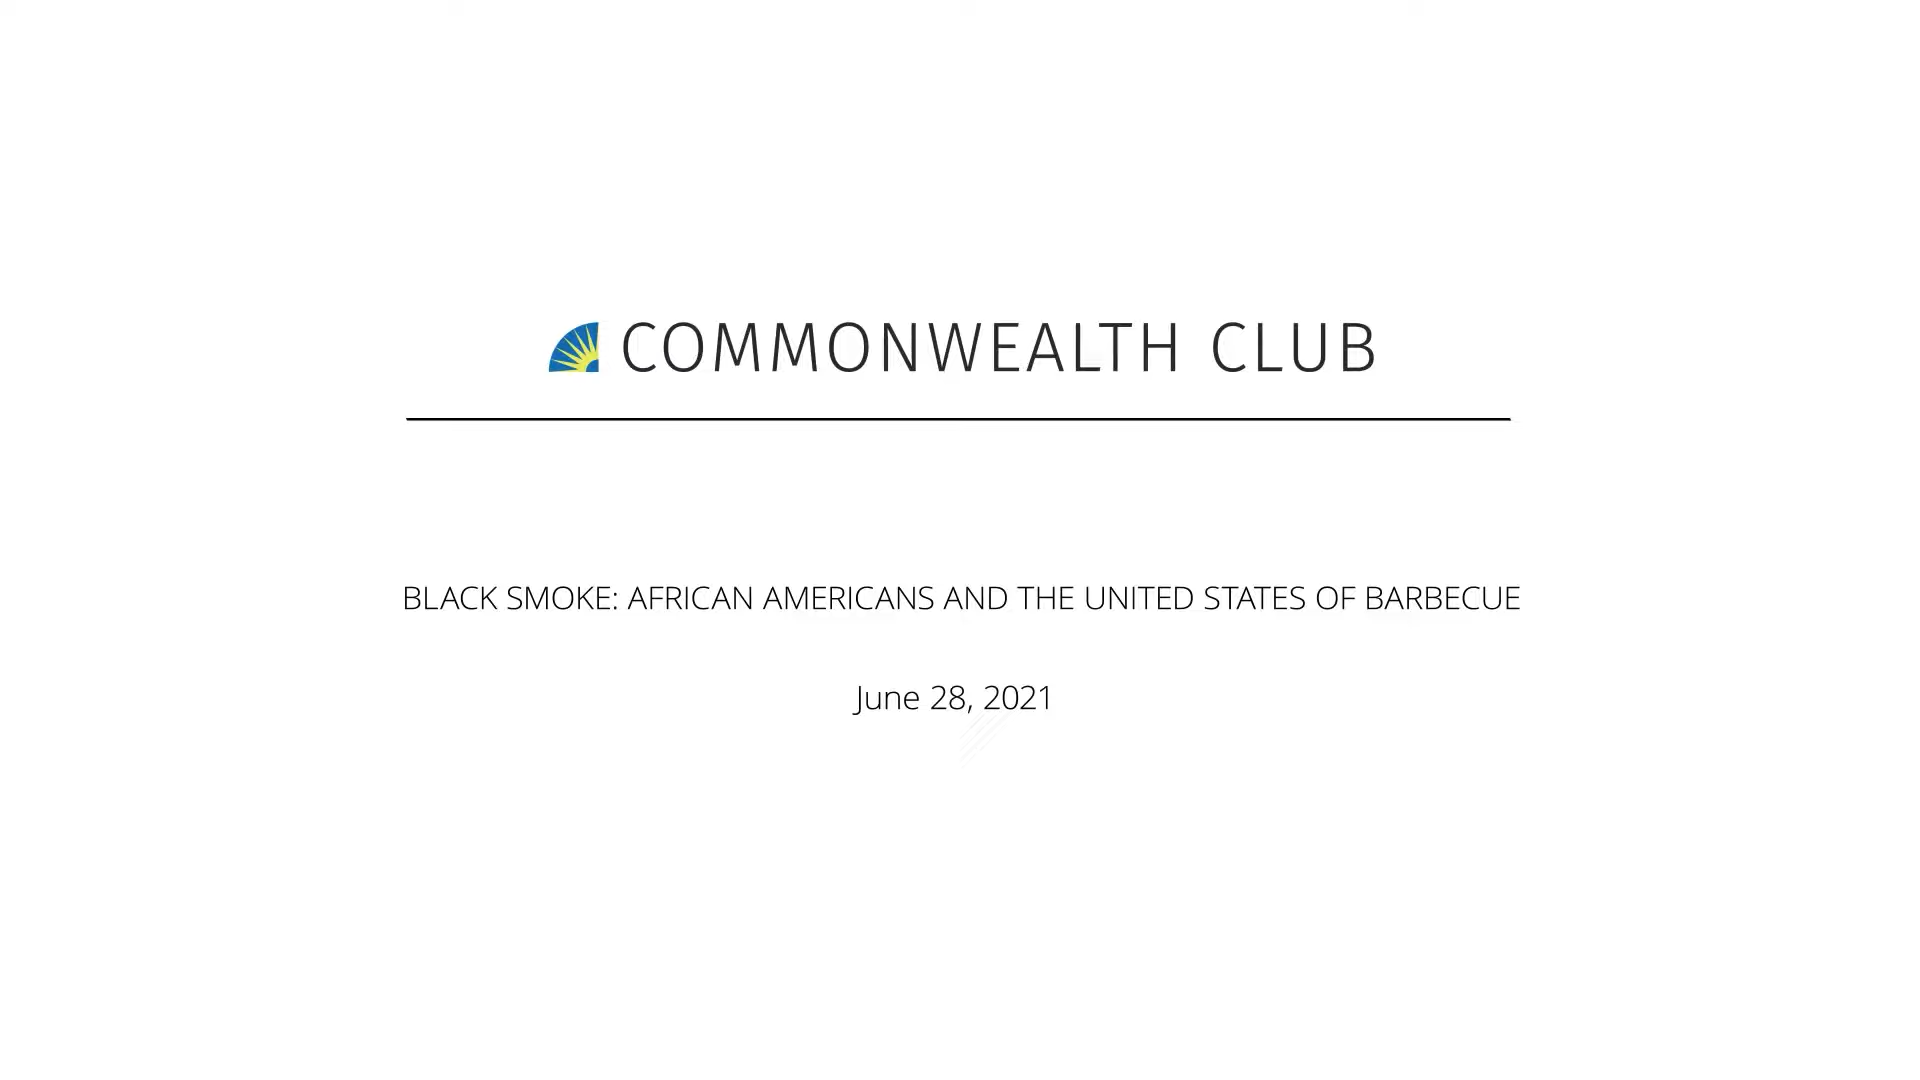 COMMONWEALTH CLUB
BLACK SMOKE: AFRICAN AMERICANS AND THE UNITED STATES OF BARBECUE
June 28, 2021